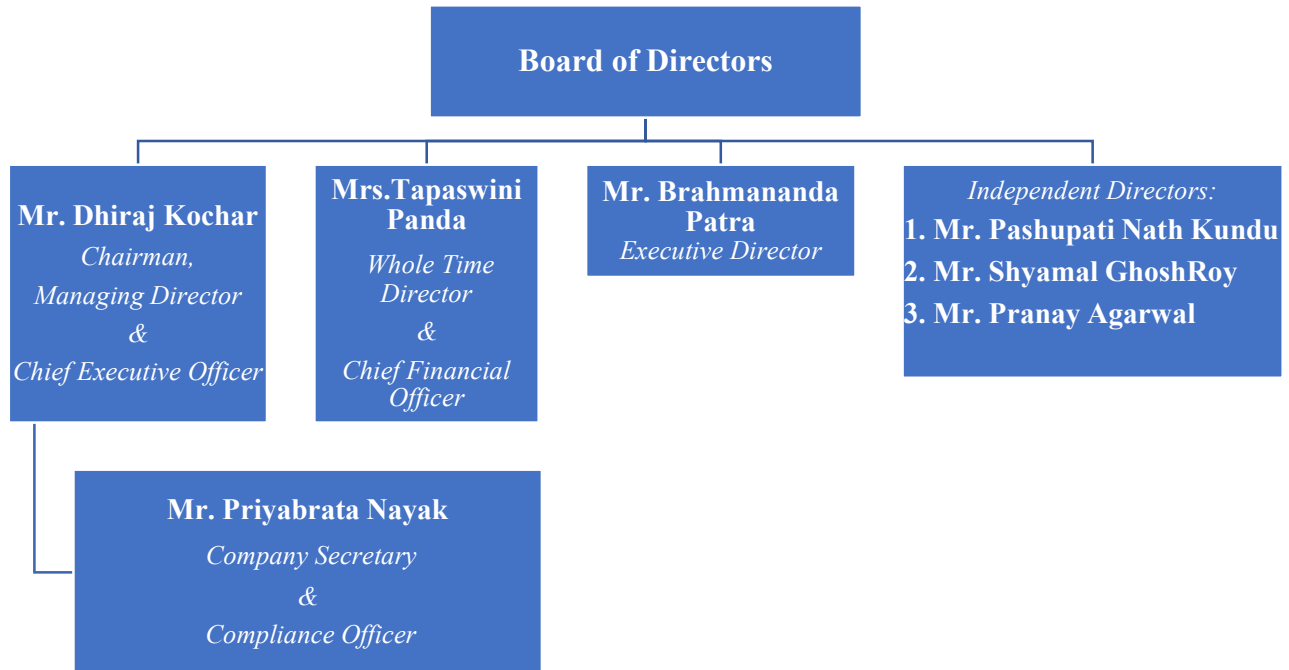 Board of Directors
Mr. Dhiraj Kochar
Chairman,
Managing Director
&
Chief Executive Officer
Mrs.Tapaswini
Panda
Whole Time
Director
&
Chief Financial
Officer
Mr. Brahmananda
Patra
Executive Director
Independent Directors:
1. Mr. Pashupati Nath Kundu
2. Mr. Shyamal GhoshRoy
3. Mr. Pranay Agarwal
Mr. Priyabrata Nayak
Company Secretary
&
Compliance Officer